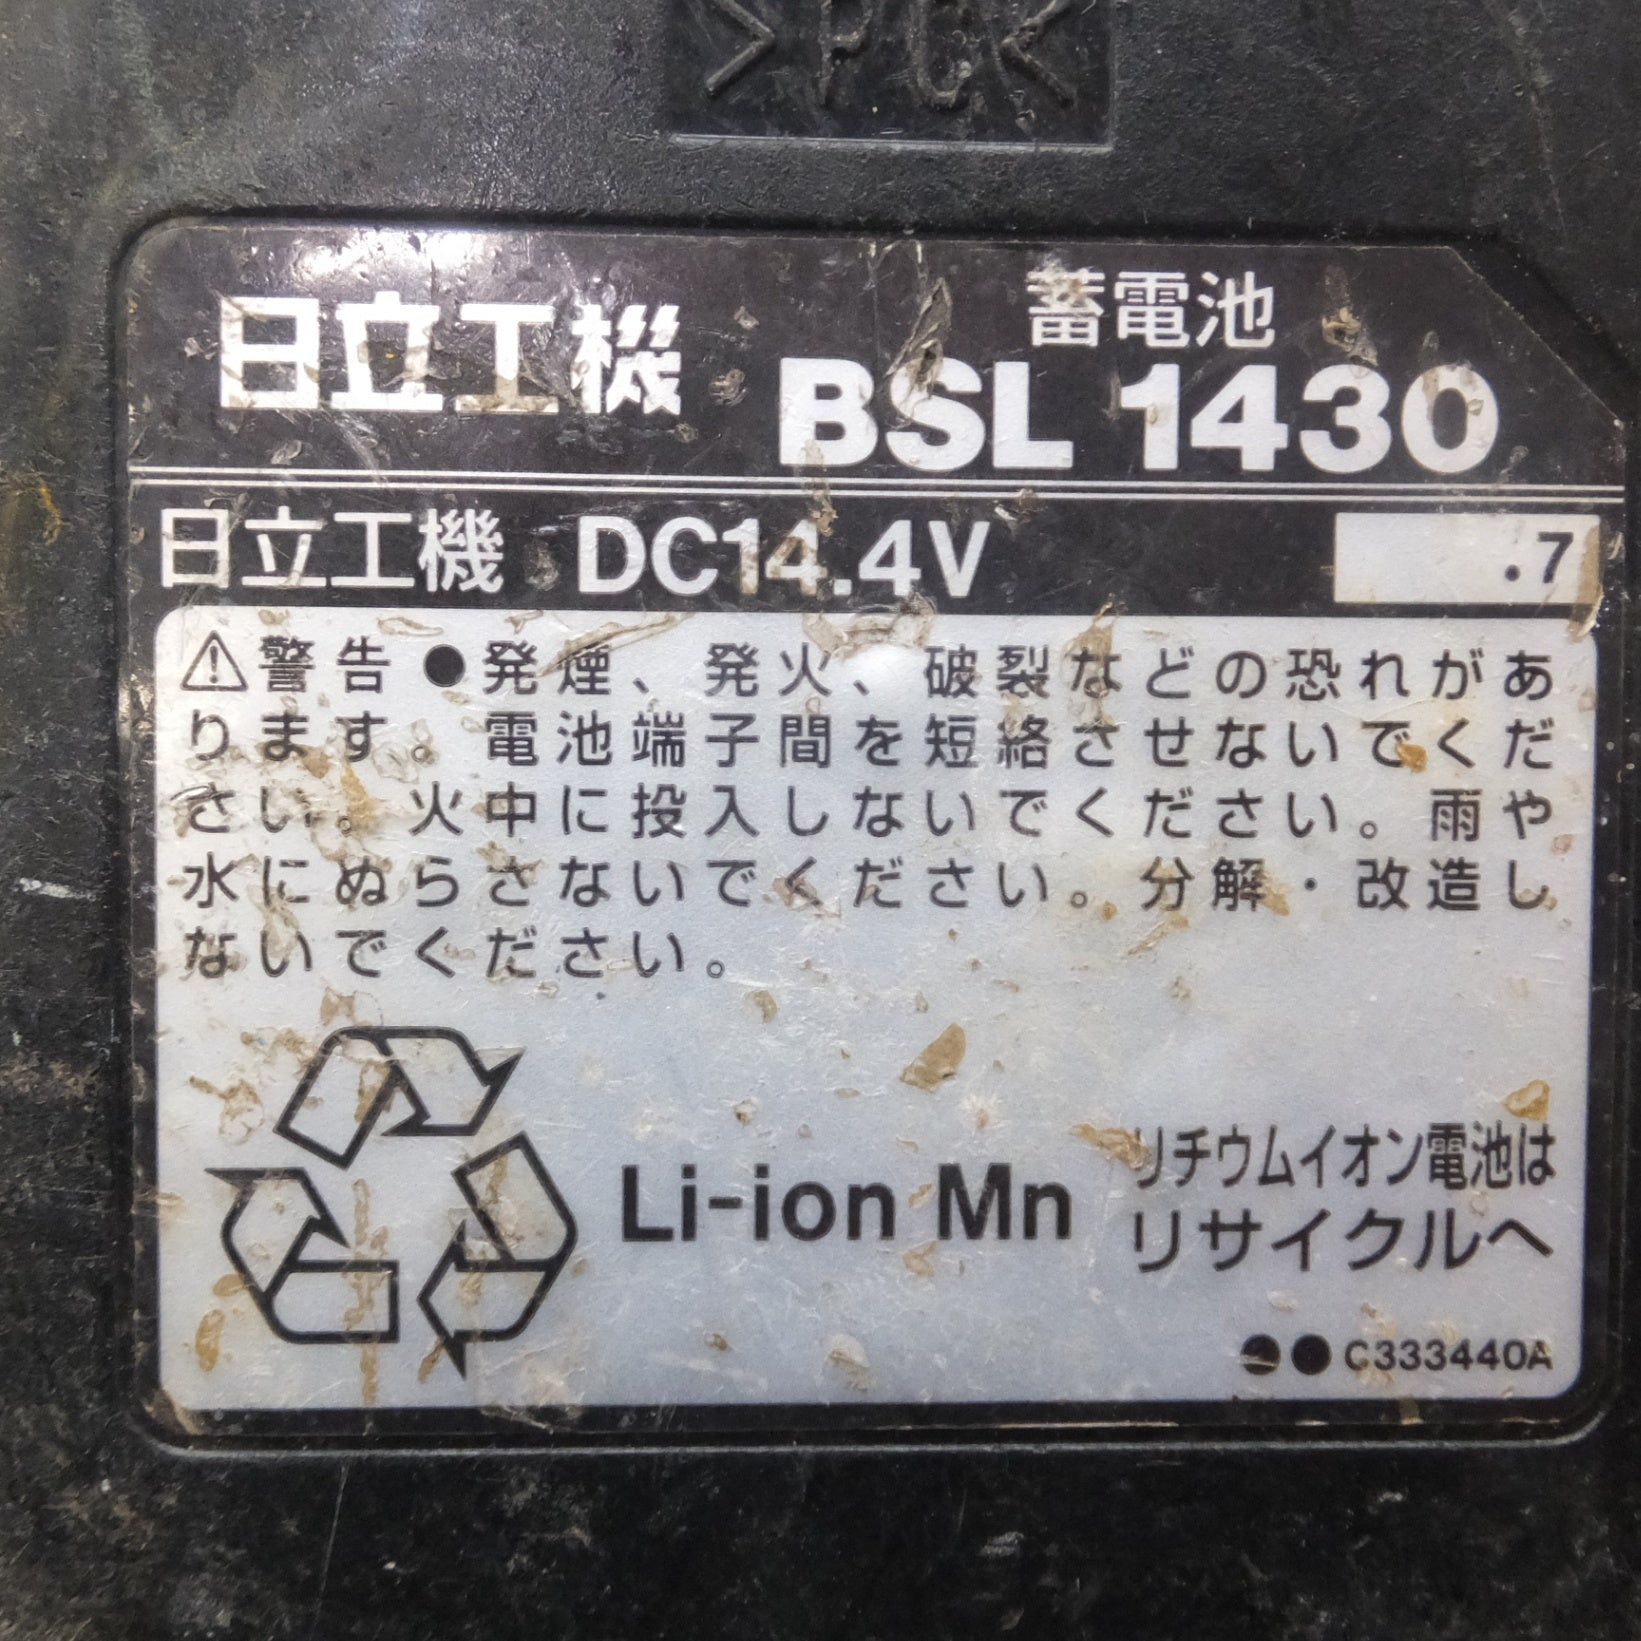 >PC<
日立工機
蓄電池
BSL 1430
日立工機 DC14.4V
.7
⚠警告 ●発煙、発火、破裂などの恐れがあ
ります。電池端子間を短絡させないでくだ
さい。火中に投入しないでください。雨や
水にぬらさないでください。分解・改造し
ないでください。
Li-ion Mn
リチウムイオン電池は
リサイクルへ
●●C333440A